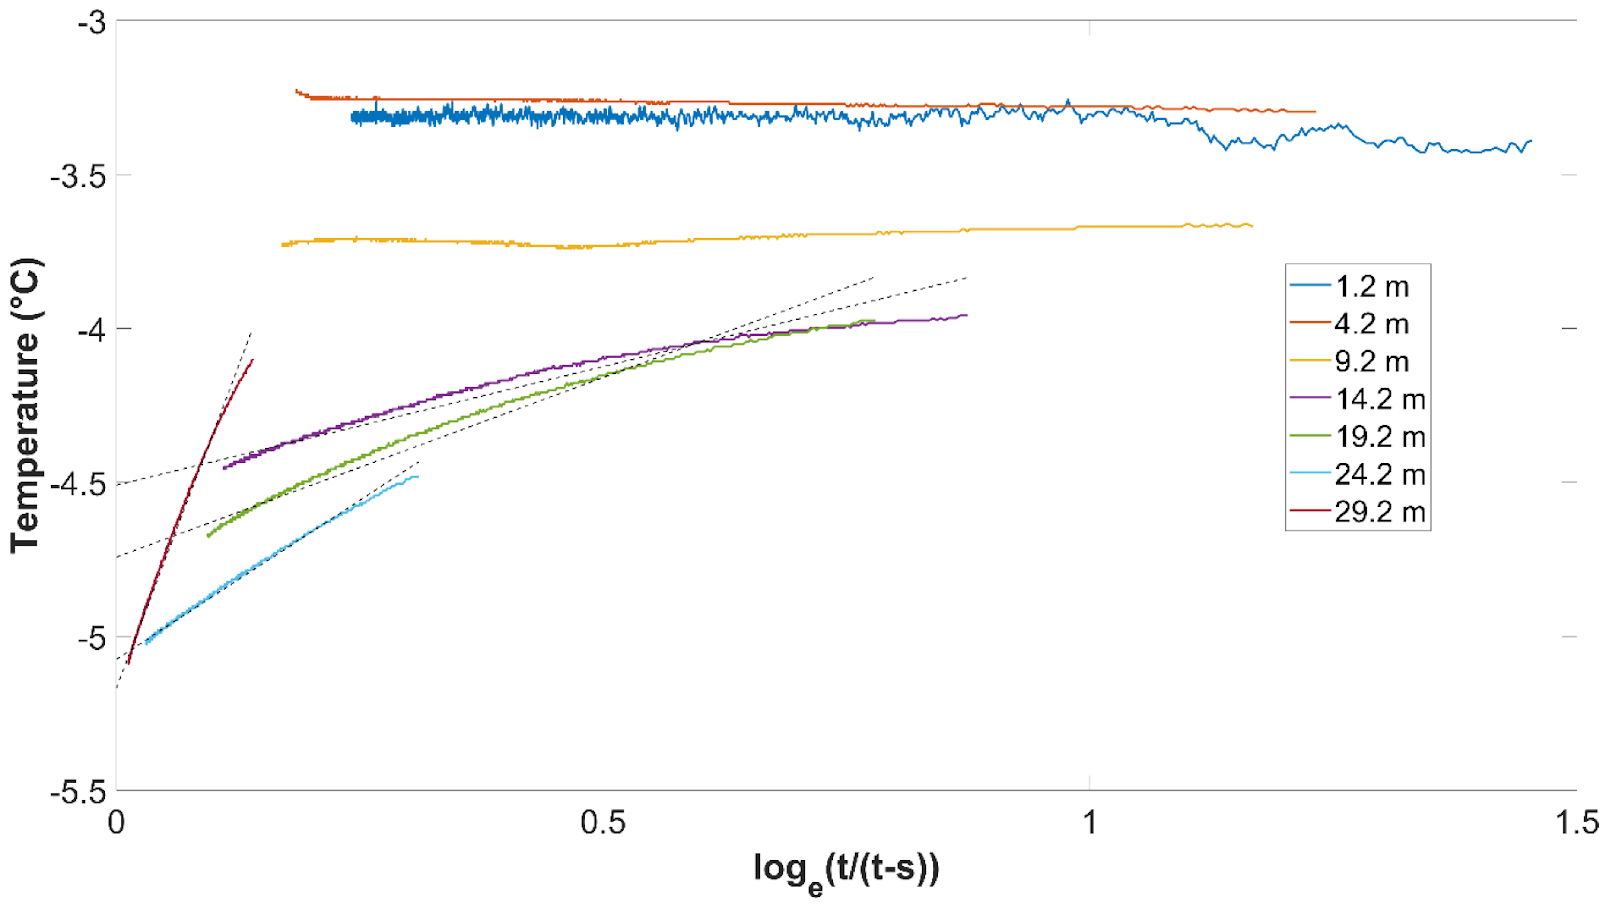 -3
-3.5
-4
-4.5
-5
-5.5
0
0.5
1
1.5
Temperature (°C)
logₑ(t/(t-s))
1.2 m
4.2 m
9.2 m
14.2 m
19.2 m
24.2 m
29.2 m